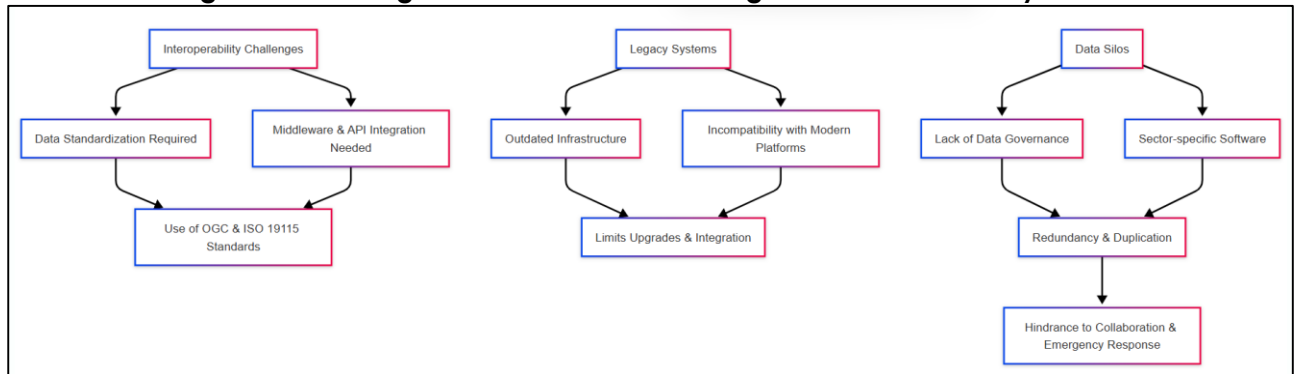 Interoperability Challenges
Legacy Systems
Data Silos
Data Standardization Required
Middleware & API Integration
Needed
Outdated Infrastructure
Incompatibility with Modern
Platforms
Lack of Data Governance
Sector-specific Software
Use of OGC & ISO 19115
Standards
Limits Upgrades & Integration
Redundancy & Duplication
Hindrance to Collaboration &
Emergency Response